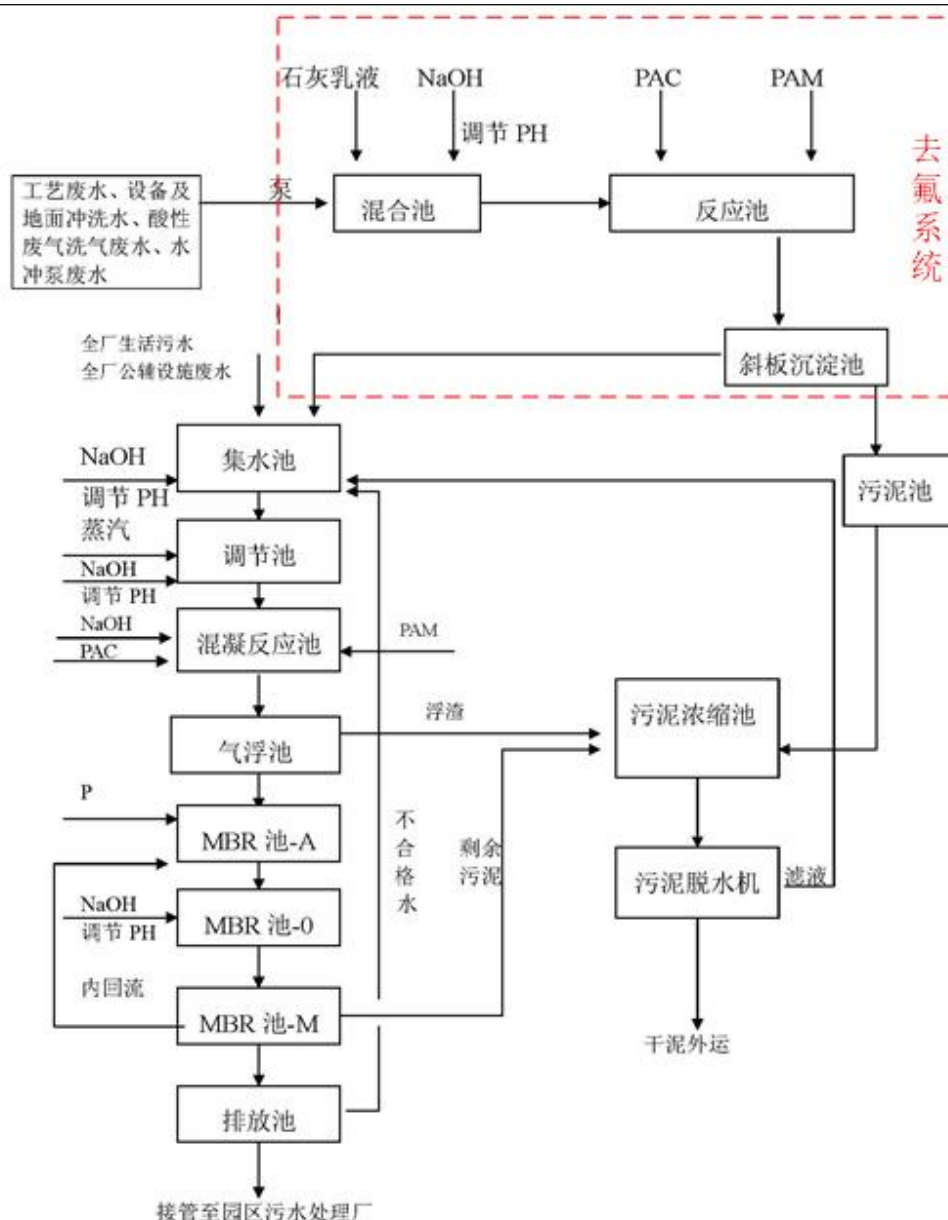 石灰乳液
NaOH
PAC
PAM
调节 PH
去氟系统
工艺废水、设备及
地面冲洗水、酸性
废气洗气废水、水
冲泵废水
泵
混合池
反应池
全厂生活污水
全厂公辅设施废水
斜板沉淀池
NaOH
调节 PH
集水池
污泥池
蒸汽
NaOH
调节 PH
调节池
NaOH
PAC
混凝反应池
PAM
气浮池
浮渣
污泥浓缩池
P
MBR 池-A
不合格水
剩余
污泥
污泥脱水机
滤液
NaOH
调节 PH
MBR 池-0
内回流
MBR 池-M
干泥外运
排放池
接管至园区污水处理厂